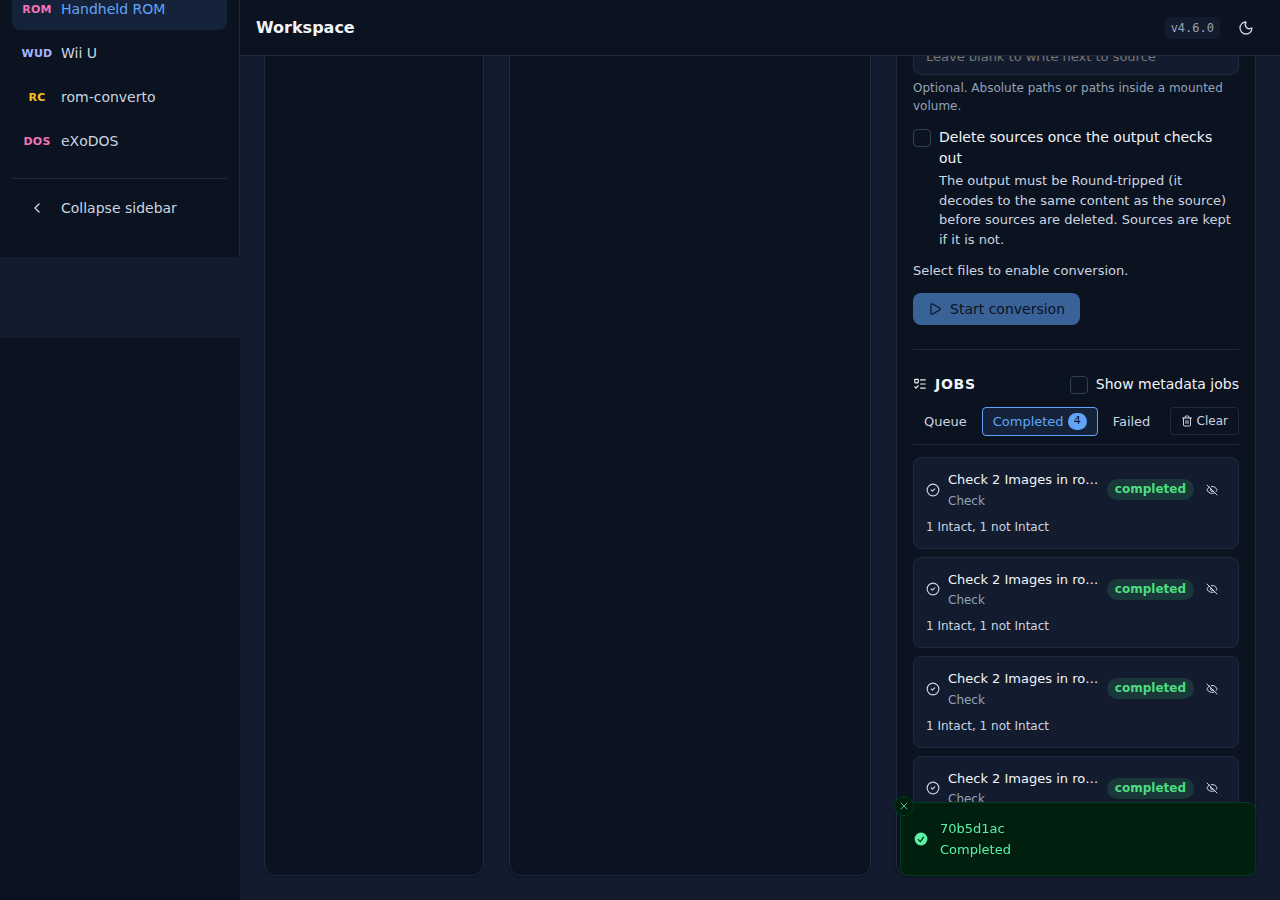 ROM Handheld ROM
WUD Wii U
RC rom-converto
DOS eXoDOS
Collapse sidebar
Workspace
v4.6.0
Leave blank to write next to source
Optional. Absolute paths or paths inside a mounted
volume.
Delete sources once the output checks
out
The output must be Round-tripped (it
decodes to the same content as the source)
before sources are deleted. Sources are kept
if it is not.
Select files to enable conversion.
Start conversion
JOBS
Show metadata jobs
Queue
Completed 4
Failed
Clear
Check 2 Images in ro...
completed
Check
1 Intact, 1 not Intact
Check 2 Images in ro...
completed
Check
1 Intact, 1 not Intact
Check 2 Images in ro...
completed
Check
1 Intact, 1 not Intact
Check 2 Images in ro...
completed
Check
70b5d1ac
Completed